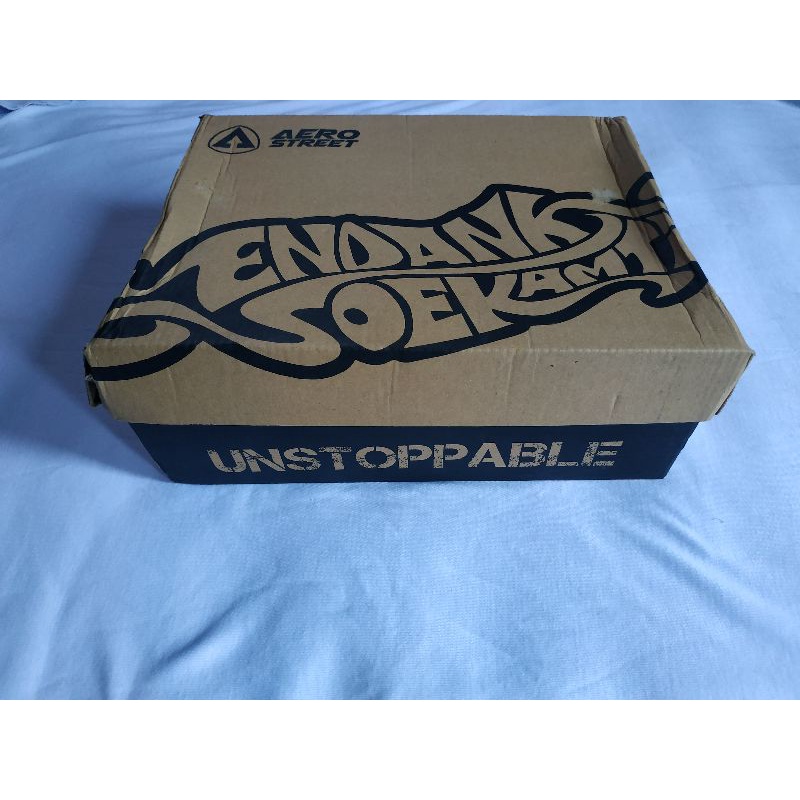 AERO
STREET
ENDANK
SOEKAMTI
UNSTOPPABLE